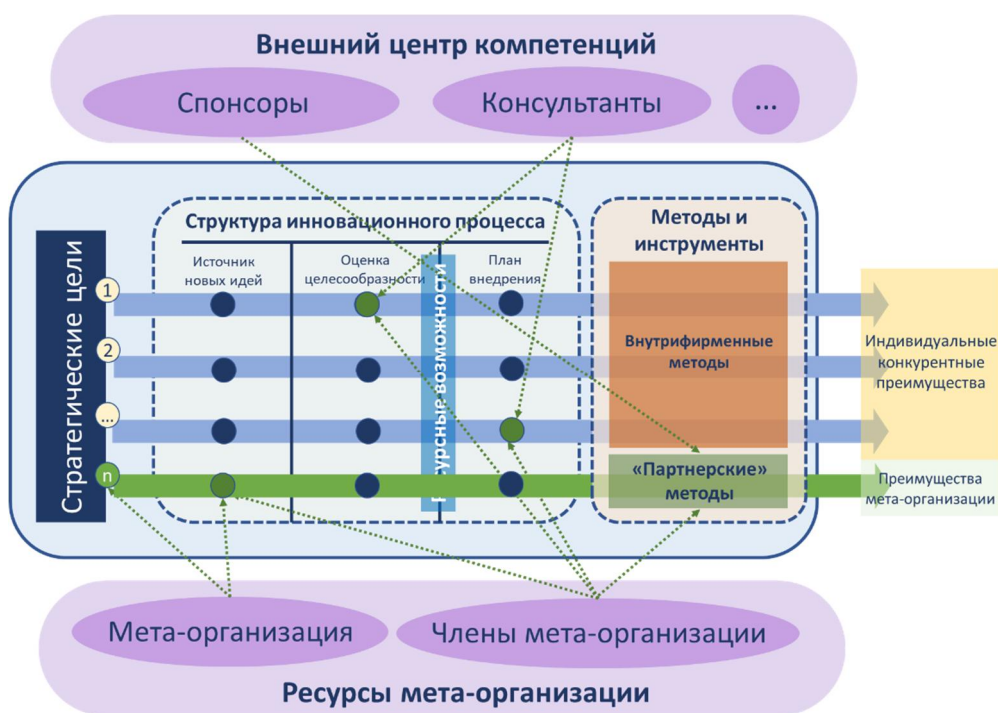 Внешний центр компетенций
Спонсоры
Консультанты
...
Структура инновационного процесса
Методы и
инструменты
Стратегические цели
Источник
новых идей
Оценка
целесообразности
План
внедрения
урсные возможности
1
2
...
n
Внутрифирменные
методы
«Партнерские»
методы
Индивидуальные
конкурентные
преимущества
Преимущества
мета-организации
Мета-организация
Члены мета-организации
Ресурсы мета-организации